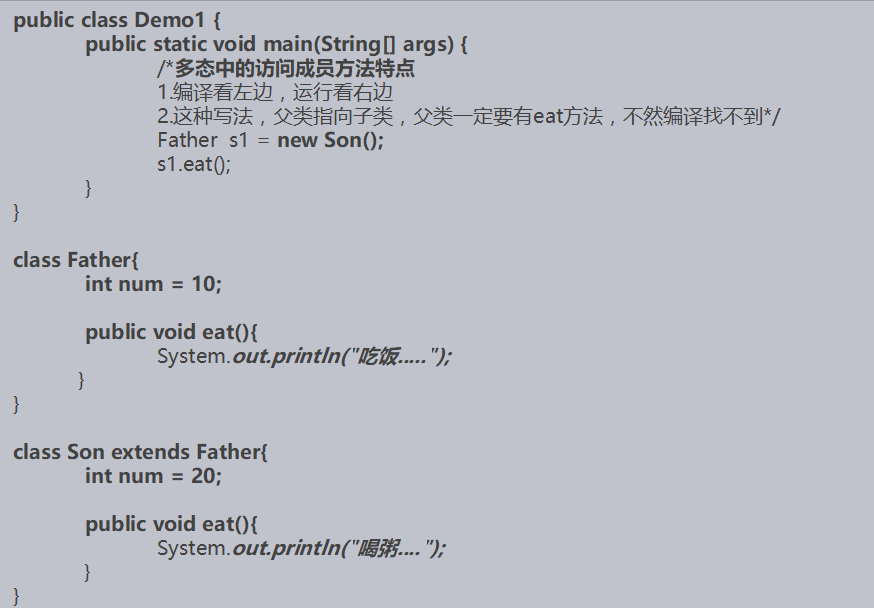 public class Demo1 {
public static void main(String[] args) {
/*多态中的访问成员方法特点
1.编译看左边，运行看右边
2.这种写法，父类指向子类，父类一定要有eat方法，不然编译找不到*/
Father s1 = new Son();
s1.eat();
}
}
class Father{
int num = 10;
public void eat(){
System.out.println("吃饭.....");
}
}
class Son extends Father{
int num = 20;
public void eat(){
System.out.println("喝粥....");
}
}